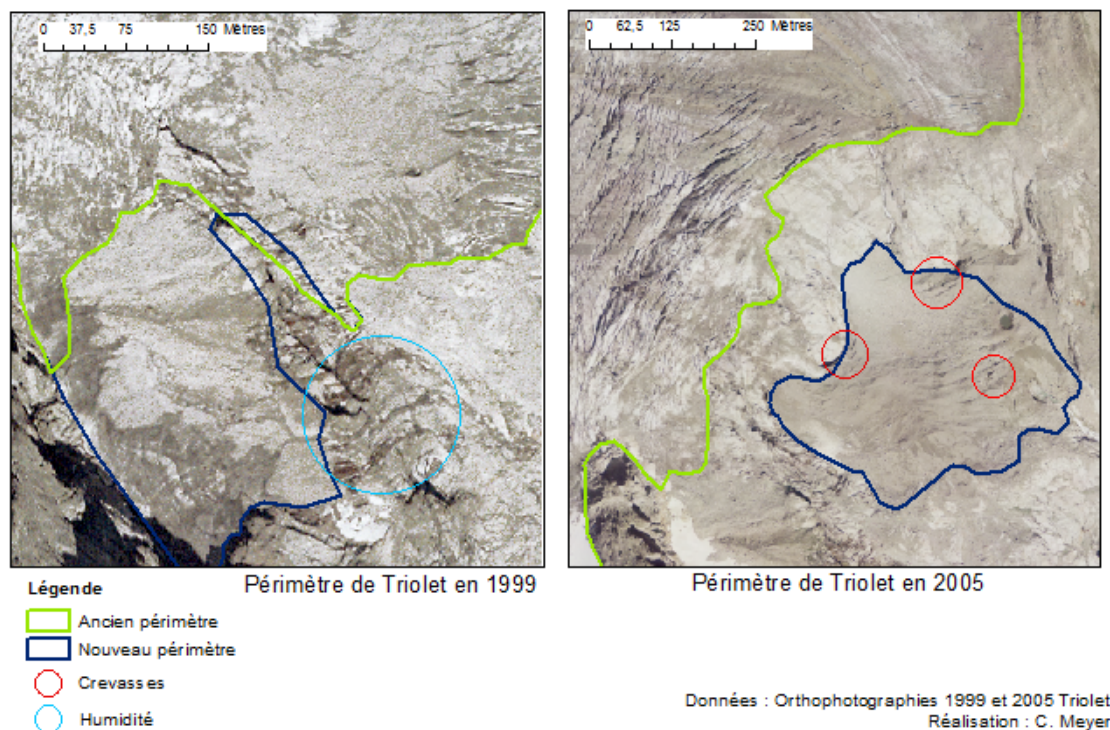 0 37,5 75 150 Mètres
0 62,5 125 250 Mètres
Périmètre de Triolet en 1999
Périmètre de Triolet en 2005
Légende
Ancien périmètre
Nouveau périmètre
Crevasses
Humidité
Données : Orthophotographies 1999 et 2005 Triolet
Réalisation : C. Meyer